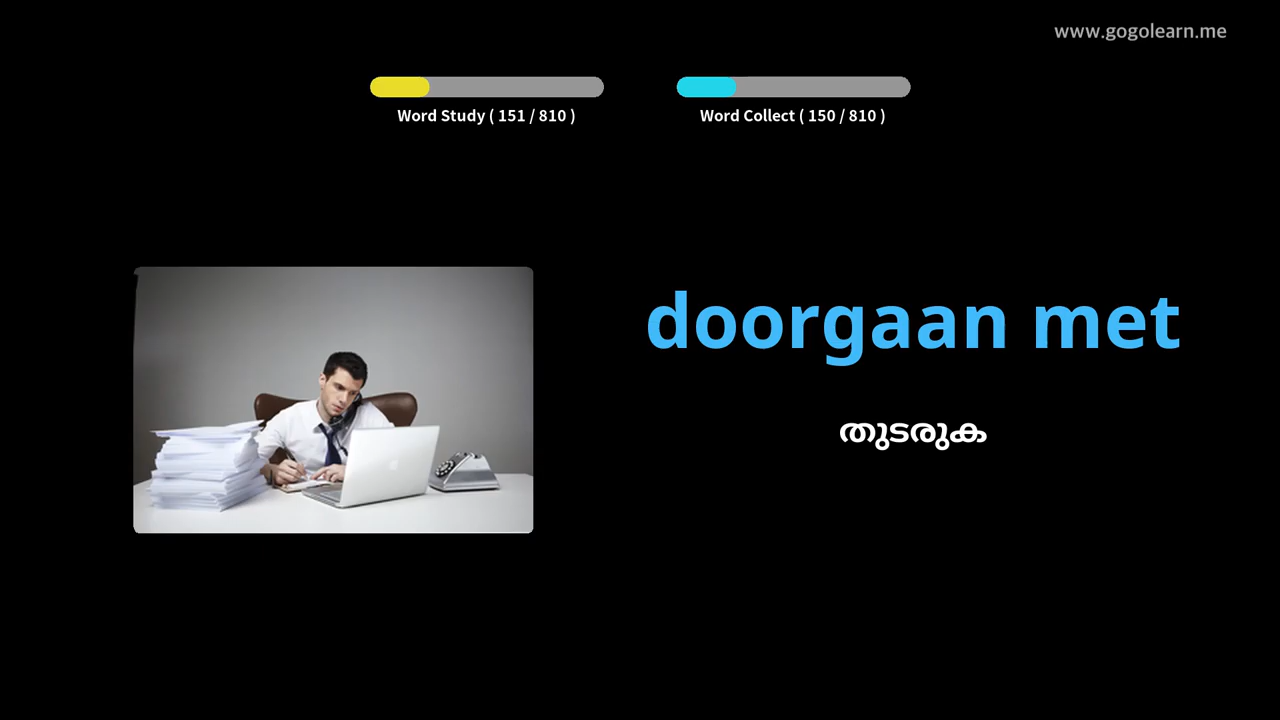 www.gogolearn.me
Word Study ( 151 / 810 )
Word Collect ( 150 / 810 )
doorgaan met
തുടരുക